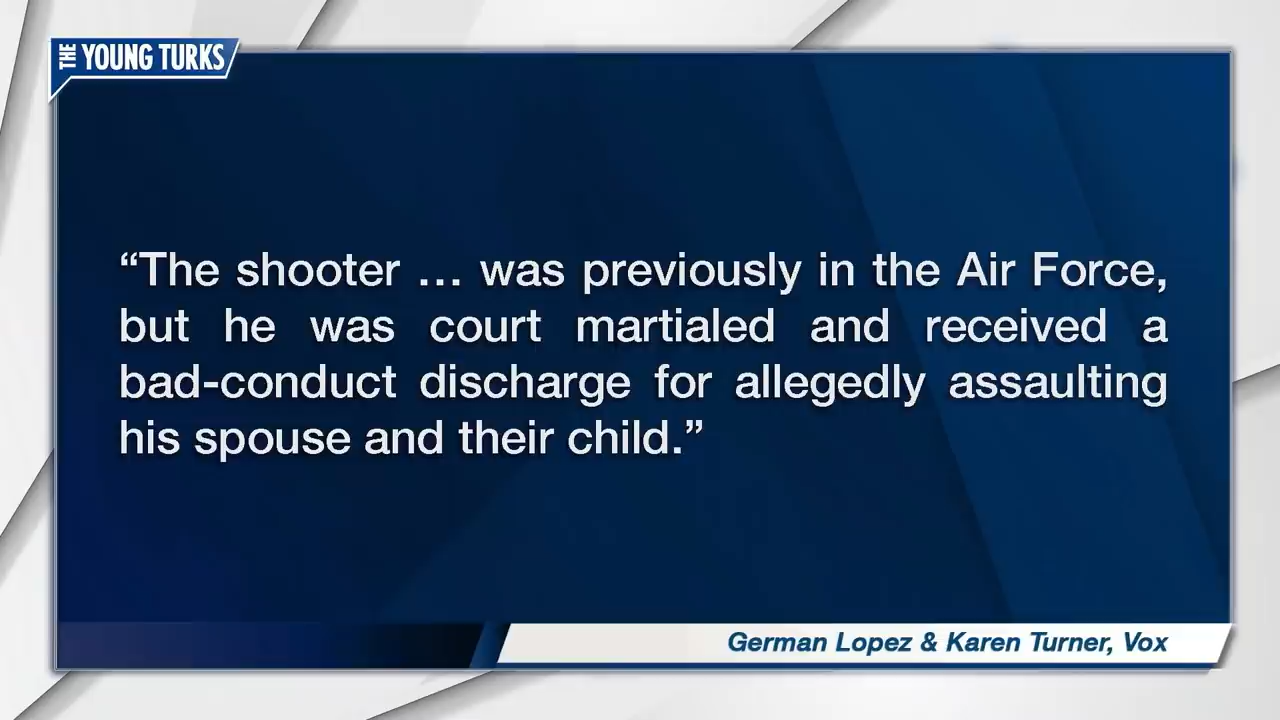 THE YOUNG TURKS
“The shooter … was previously in the Air Force,
but he was court martialed and received a
bad-conduct discharge for allegedly assaulting
his spouse and their child.”
German Lopez & Karen Turner, Vox